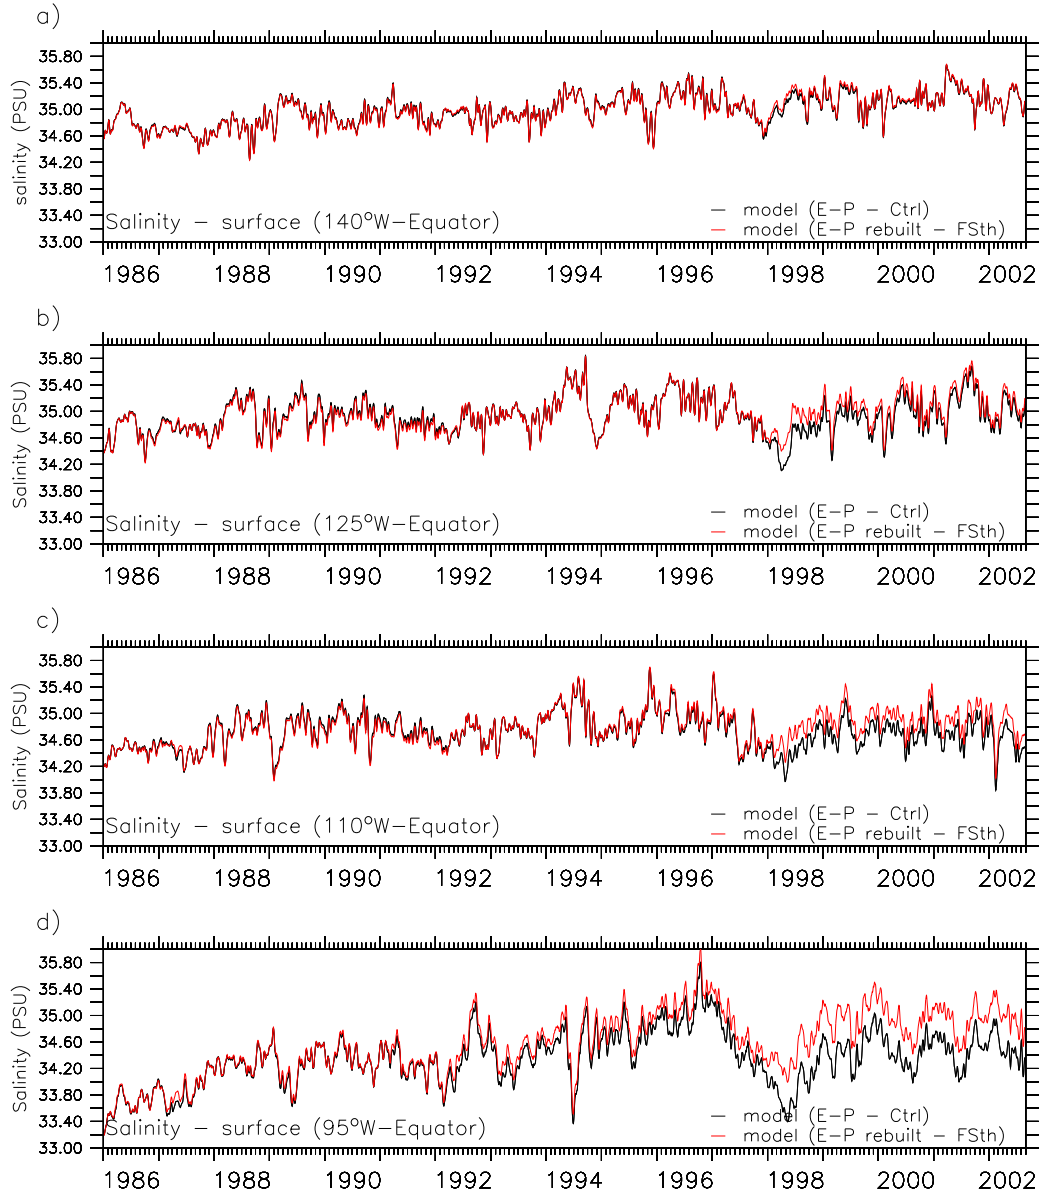 a)
35.80
35.40
35.00
34.60
34.20
33.80
33.40
33.00
salinity (PSU)
Salinity – surface (140°W–Equator)
— model (E–P – Ctrl)
— model (E–P rebuilt – FSth)
1986 1988 1990 1992 1994 1996 1998 2000 2002
b)
35.80
35.40
35.00
34.60
34.20
33.80
33.40
33.00
Salinity (PSU)
Salinity – surface (125°W–Equator)
— model (E–P – Ctrl)
— model (E–P rebuilt – FSth)
1986 1988 1990 1992 1994 1996 1998 2000 2002
c)
35.80
35.40
35.00
34.60
34.20
33.80
33.40
33.00
Salinity (PSU)
Salinity – surface (110°W–Equator)
— model (E–P – Ctrl)
— model (E–P rebuilt – FSth)
1986 1988 1990 1992 1994 1996 1998 2000 2002
d)
35.80
35.40
35.00
34.60
34.20
33.80
33.40
33.00
Salinity (PSU)
Salinity – surface (95°W–Equator)
— model (E–P – Ctrl)
— model (E–P rebuilt – FSth)
1986 1988 1990 1992 1994 1996 1998 2000 2002